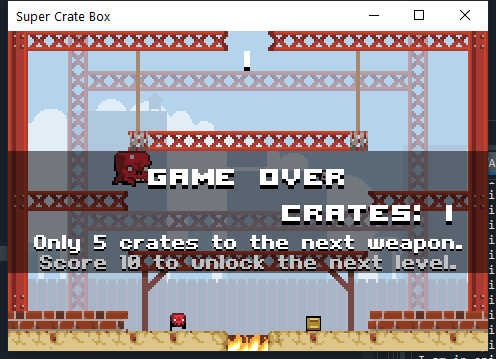 Super Crate Box
1
GAME OVER
CRATES: 1
Only 5 crates to the next weapon.
Score 10 to unlock the next level.